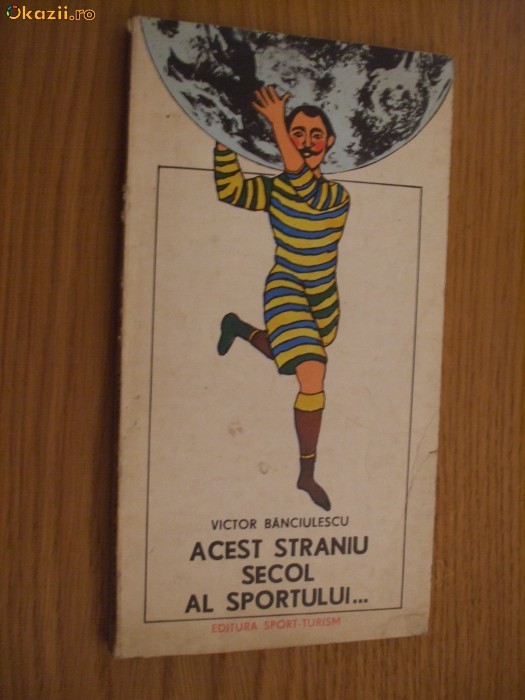 Okazii.ro
VICTOR BĂNCIULESCU
ACEST STRANIU
SECOL
AL SPORTULUI...
EDITURA SPORT-TURISM